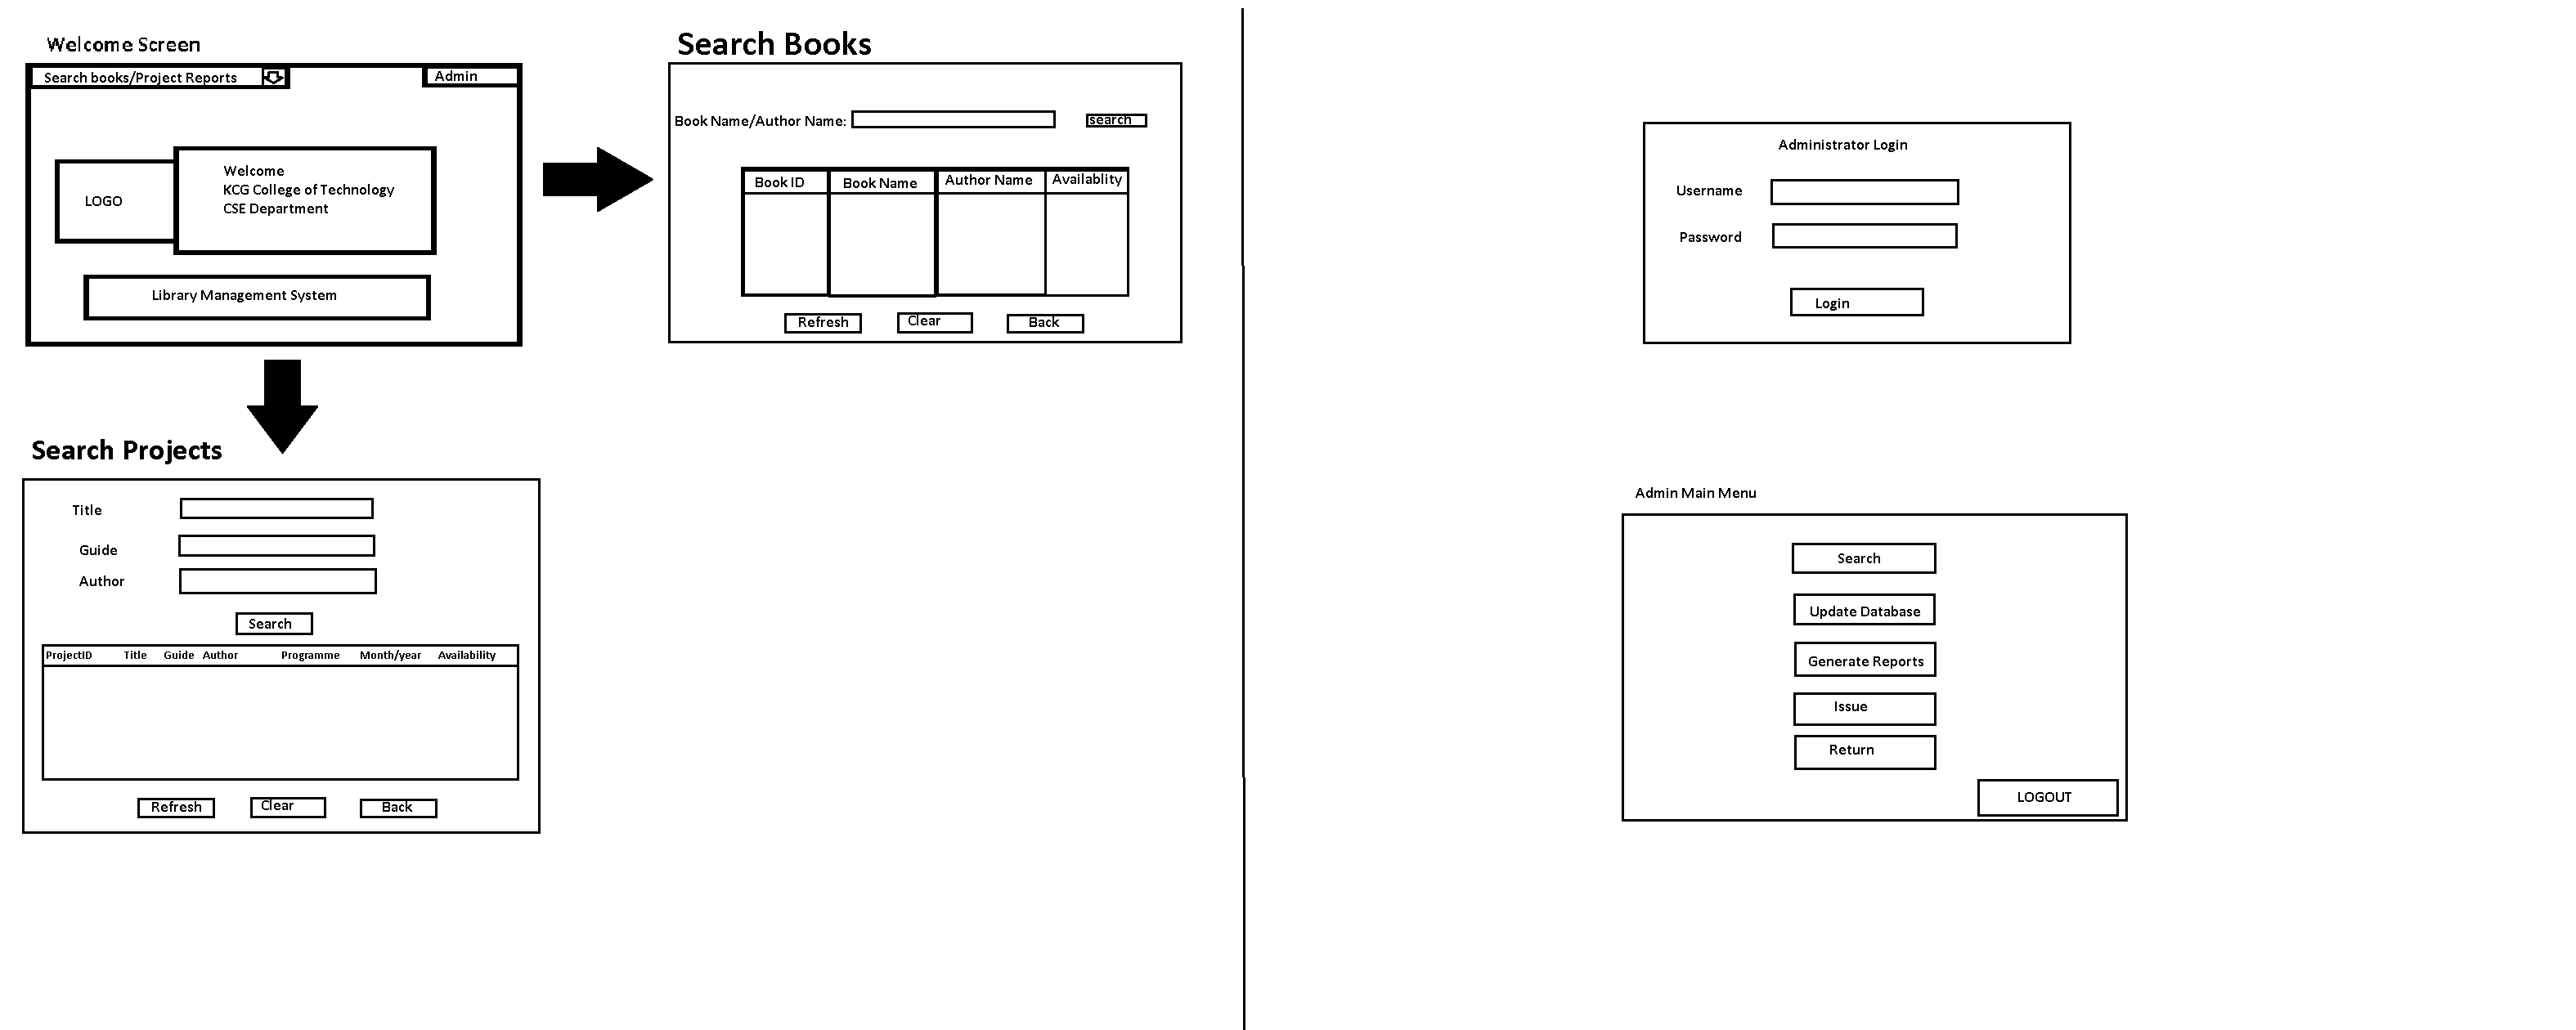 Welcome Screen
Search books/Project Reports
Admin
LOGO
Welcome
KCG College of Technology
CSE Department
Library Management System
Search Books
Book Name/Author Name:
search
Book ID Book Name Author Name Availablity
Refresh Clear Back
Search Projects
Title
Guide
Author
Search
ProjectID Title Guide Author Programme Month/year Availability
Refresh Clear Back
Administrator Login
Username
Password
Login
Admin Main Menu
Search
Update Database
Generate Reports
Issue
Return
LOGOUT